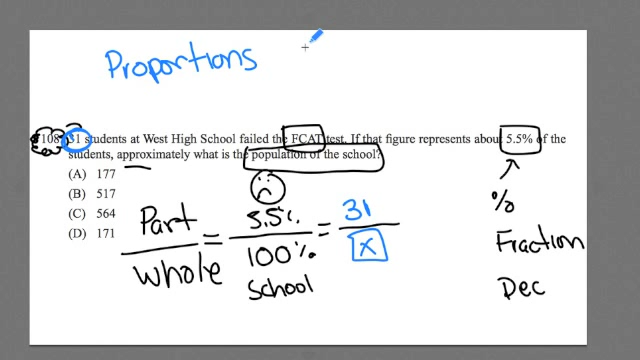 Proportions
108. 31 students at West High School failed the FCAT test. If that figure represents about 5.5% of the
students, approximately what is the population of the school?
(A) 177
(B) 517
(C) 564
(D) 171
Part/whole = 5.5%/100% = 31/x
school
%
Fraction
Dec